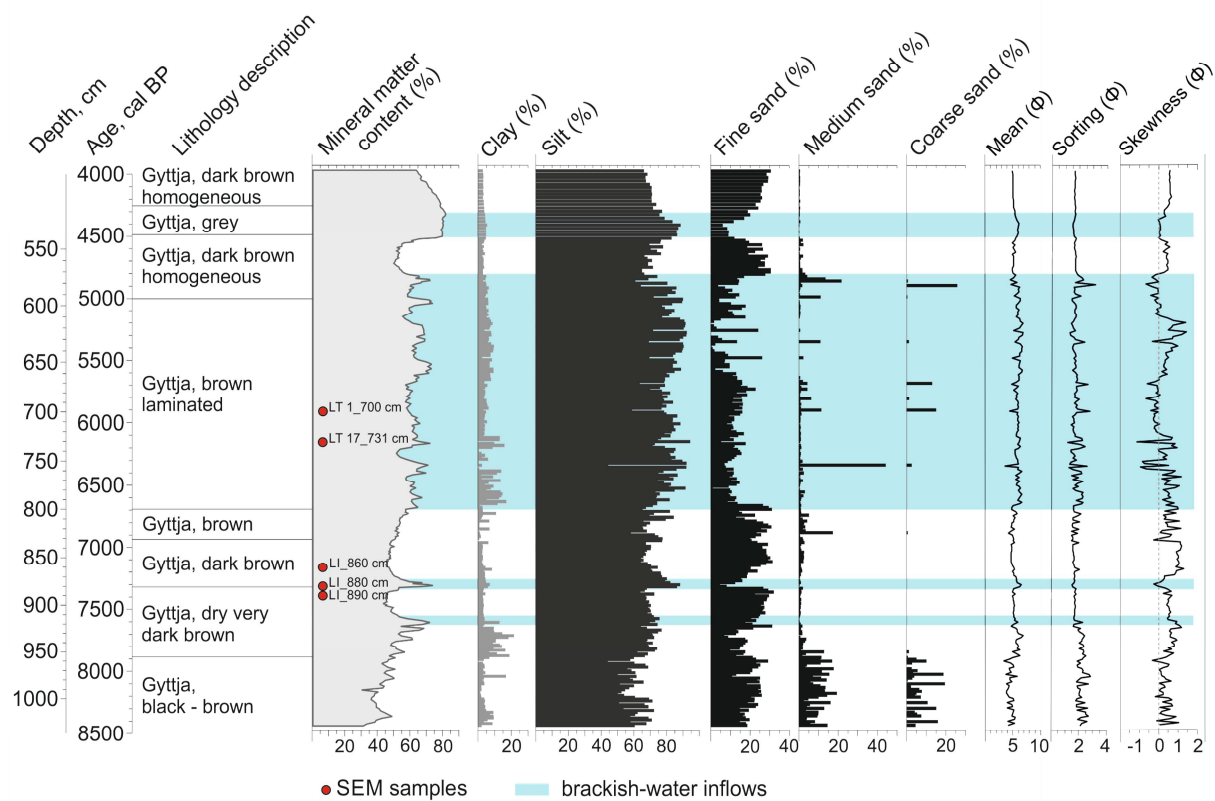 Depth, cm
Age, cal BP
Lithology description
Mineral matter
content (%)
Clay (%)
Silt (%)
Fine sand (%)
Medium sand (%)
Coarse sand (%)
Mean (Φ)
Sorting (Φ)
Skewness (Φ)
550
600
650
700
750
800
850
900
950
1000
4000
4500
5000
5500
6000
6500
7000
7500
8000
8500
Gyttja, dark brown
homogeneous
Gyttja, grey
Gyttja, dark brown
homogeneous
Gyttja, brown
laminated
Gyttja, brown
Gyttja, dark brown
Gyttja, dry very
dark brown
Gyttja,
black - brown
LT 1_700 cm
LT 17_731 cm
LI_860 cm
LI_880 cm
LI_890 cm
20 40 60 80
20
20 40 60 80
20 40
20 40
20
5 10
2 4
-1 0 1 2
SEM samples
brackish-water inflows